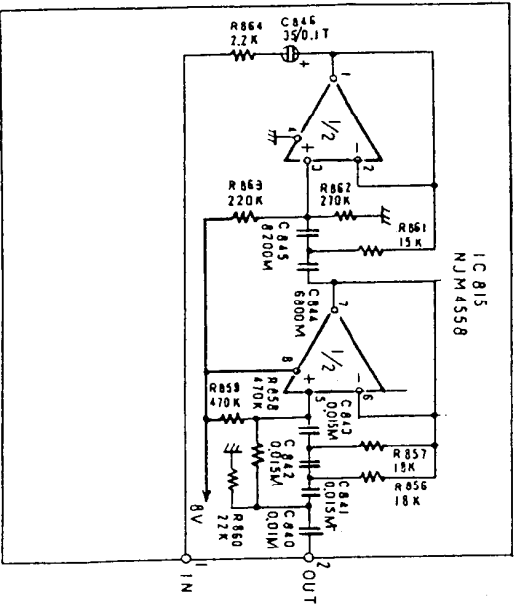 R864
2.2K
C846
35/0.1T
+
1
1/2
4
+
-
3
2
R863
220K
R862
270K
C845
8200M
R861
15K
IC815
NJM4558
C844
6800M
7
1/2
8
+
-
5
6
R859
470K
R858
470K
C843
0.015M
C842
0.015M
R857
18K
C841
0.015M
R856
18K
8V
R860
22K
C840
0.01M
1
IN
2
OUT